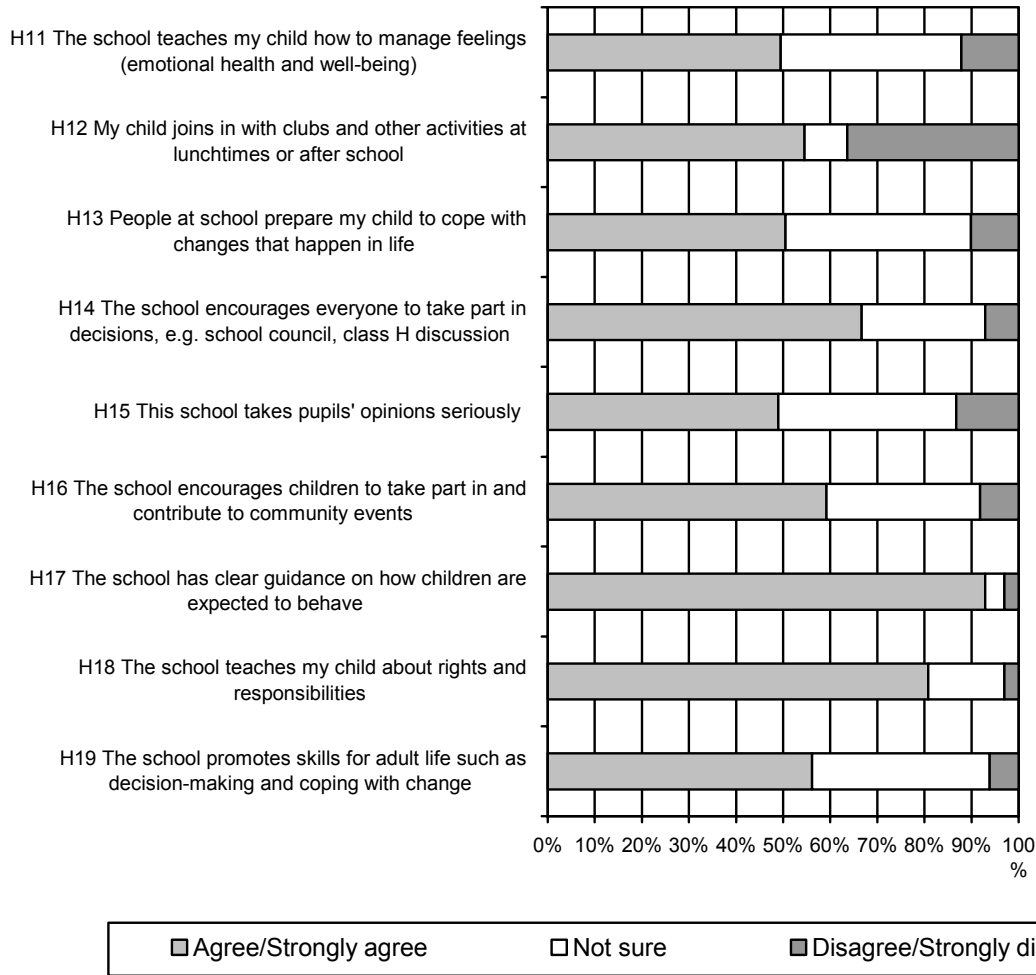 H11 The school teaches my child how to manage feelings
(emotional health and well-being)
H12 My child joins in with clubs and other activities at
lunchtimes or after school
H13 People at school prepare my child to cope with
changes that happen in life
H14 The school encourages everyone to take part in
decisions, e.g. school council, class H discussion
H15 This school takes pupils' opinions seriously
H16 The school encourages children to take part in and
contribute to community events
H17 The school has clear guidance on how children are
expected to behave
H18 The school teaches my child about rights and
responsibilities
H19 The school promotes skills for adult life such as
decision-making and coping with change
0% 10% 20% 30% 40% 50% 60% 70% 80% 90% 100
%
Agree/Strongly agree Not sure Disagree/Strongly di